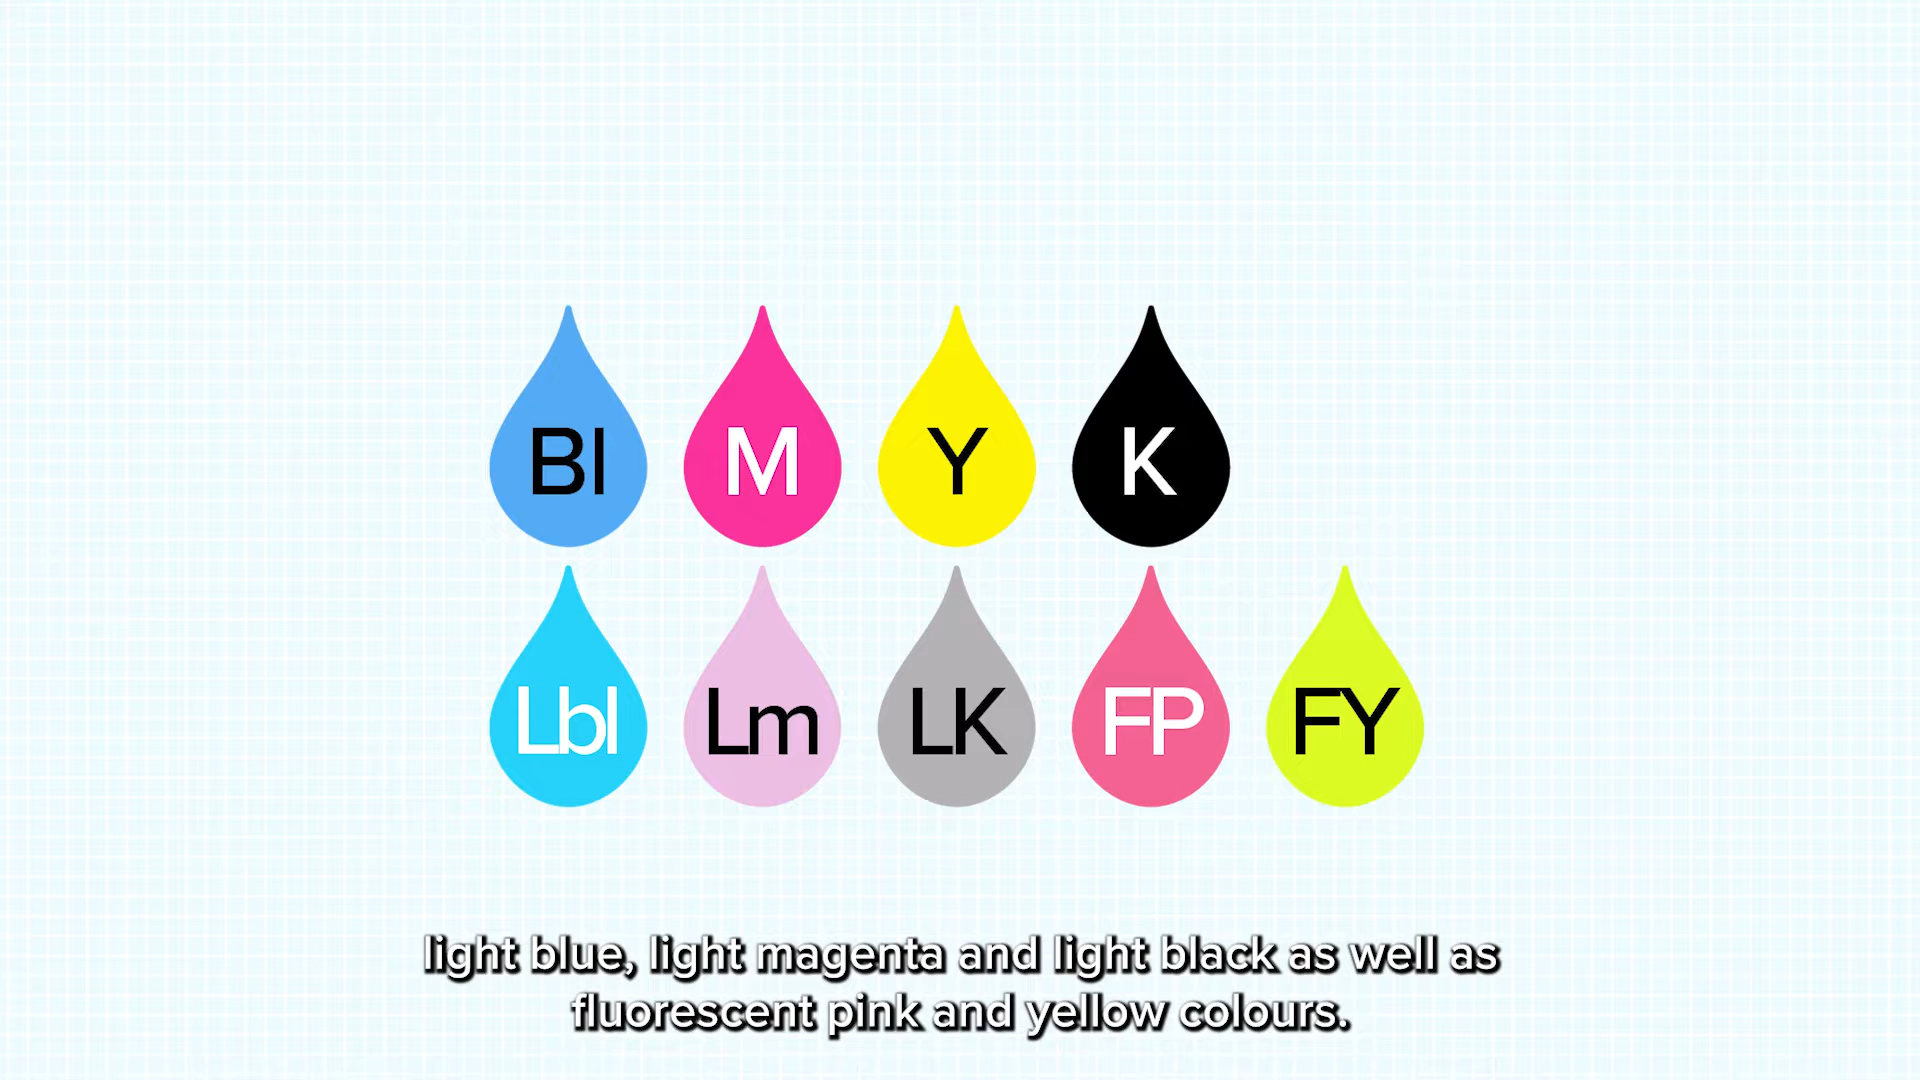 Bl M Y K
Lbl Lm LK FP FY
light blue, light magenta and light black as well as
fluorescent pink and yellow colours.